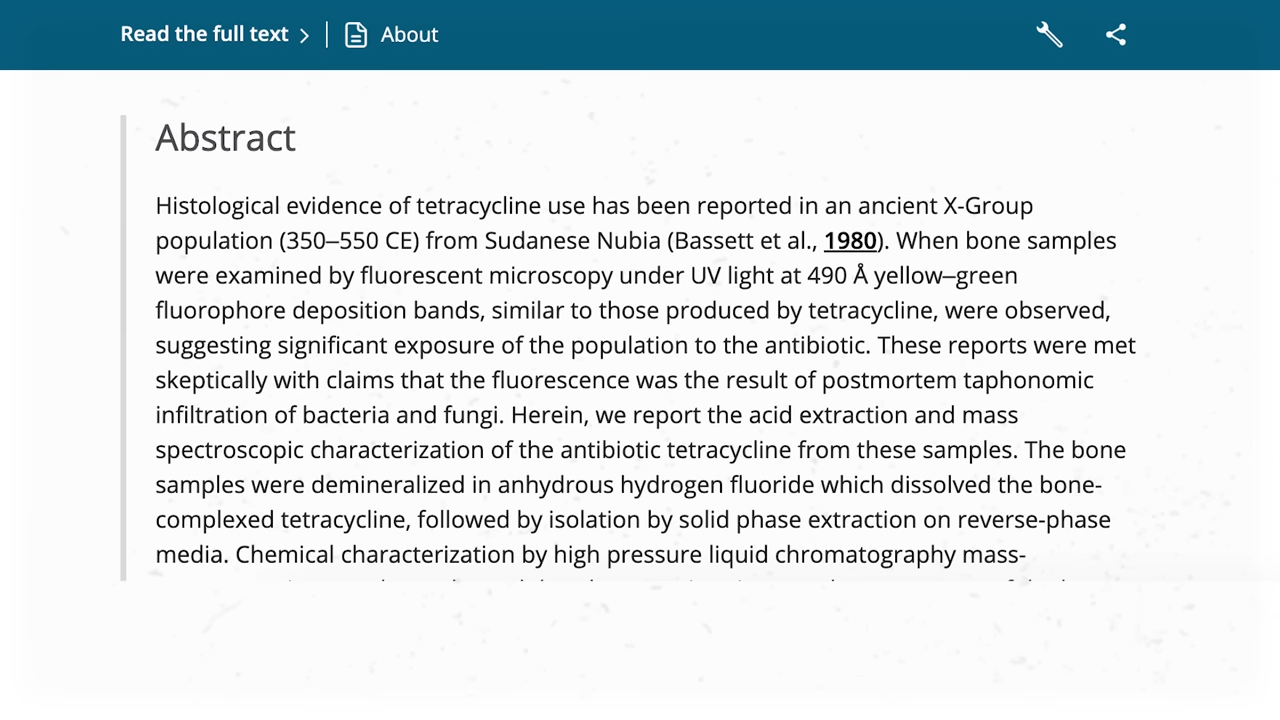 Read the full text
About
Abstract
Histological evidence of tetracycline use has been reported in an ancient X-Group
population (350–550 CE) from Sudanese Nubia (Bassett et al., 1980). When bone samples
were examined by fluorescent microscopy under UV light at 490 Å yellow–green
fluorophore deposition bands, similar to those produced by tetracycline, were observed,
suggesting significant exposure of the population to the antibiotic. These reports were met
skeptically with claims that the fluorescence was the result of postmortem taphonomic
infiltration of bacteria and fungi. Herein, we report the acid extraction and mass
spectroscopic characterization of the antibiotic tetracycline from these samples. The bone
samples were demineralized in anhydrous hydrogen fluoride which dissolved the bone-
complexed tetracycline, followed by isolation by solid phase extraction on reverse-phase
media. Chemical characterization by high pressure liquid chromatography mass-